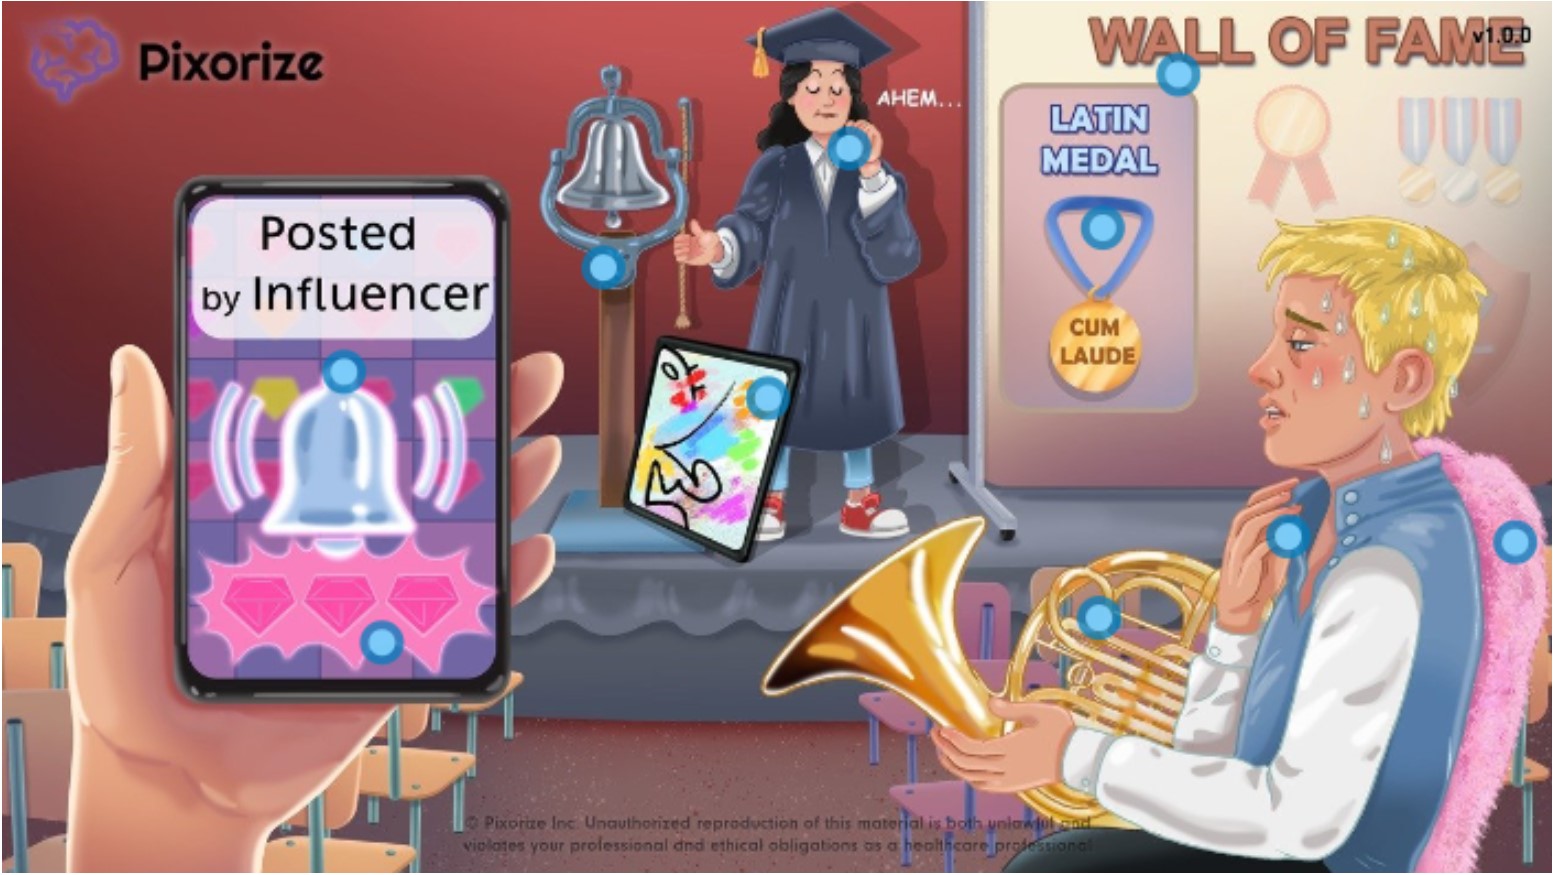 Pixorize
WALL OF FAME
v1.0.0
AHEM...
LATIN
MEDAL
CUM
LAUDE
Posted
by Influencer
© Pixorize Inc. Unauthorized reproduction of this material is both unlawful and
violates your professional and ethical obligations as a healthcare professional